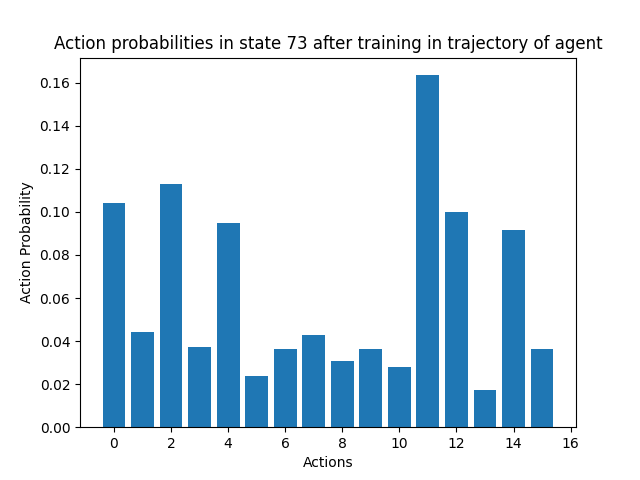 Action probabilities in state 73 after training in trajectory of agent
0.16
0.14
0.12
0.10
0.08
0.06
0.04
0.02
0.00
Action Probability
0 2 4 6 8 10 12 14 16
Actions